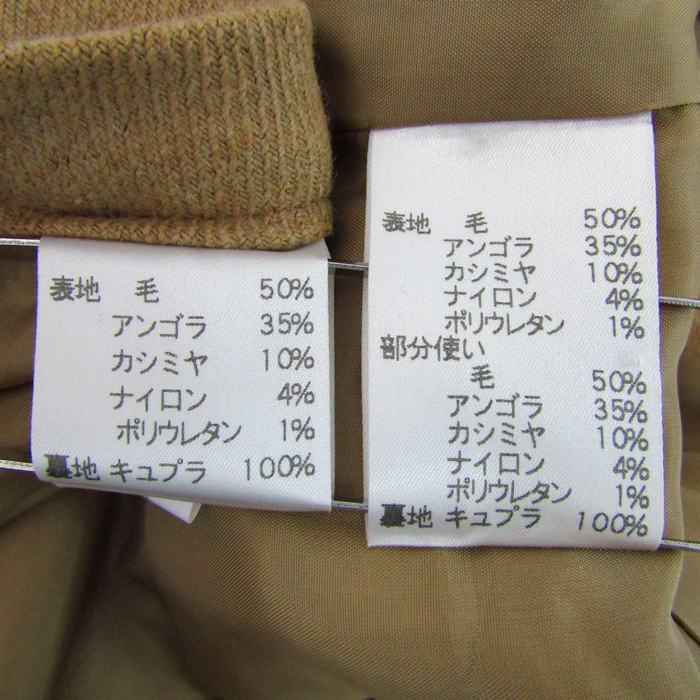 表地 毛 50%
アンゴラ 35%
カシミヤ 10%
ナイロン 4%
ポリウレタン 1%
裏地 キュプラ 100%
表地 毛 50%
アンゴラ 35%
カシミヤ 10%
ナイロン 4%
ポリウレタン 1%
部分使い
毛 50%
アンゴラ 35%
カシミヤ 10%
ナイロン 4%
ポリウレタン 1%
裏地 キュプラ 100%